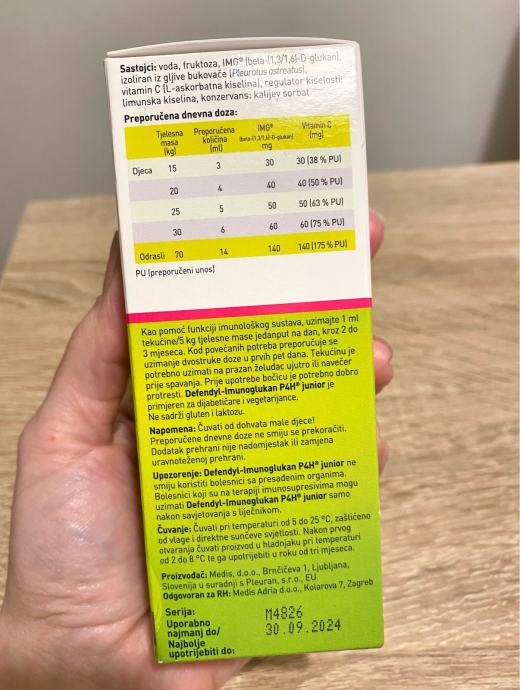 Sastojci: voda, fruktoza, IMG® (beta-(1,3/1,6)-D-glukan),
izoliran iz gljive bukovače (Pleurotus ostreatus),
vitamin C (L-askorbatna kiselina), regulator kiselosti:
limunska kiselina, konzervans: kalijev sorbat
Preporučena dnevna doza:
Tjelesna masa (kg) Preporučena količina (ml) IMG® (beta-(1,3/1,6)-D-glukan) mg Vitamin C (mg)
Djeca 15 3 30 30 (38 % PU)
20 4 40 40 (50 % PU)
25 5 50 50 (63 % PU)
30 6 60 60 (75 % PU)
Odrasli 70 14 140 140 (175 % PU)
PU (preporučeni unos)
Kao pomoć funkciji imunološkog sustava, uzimajte 1 ml
tekućine/5 kg tjelesne mase jedanput na dan, kroz 2 do
3 mjeseca. Kod povećanih potreba preporučuje se
uzimanje dvostruke doze u prvih pet dana. Tekućinu je
potrebno uzimati na prazan želudac ujutro ili navečer
prije spavanja. Prije upotrebe bočicu je potrebno dobro
protresti. Defendyl-Imunoglukan P4H® junior je
primjeren za dijabetičare i vegetarijance.
Ne sadrži gluten i laktozu.
Napomena: Čuvati od dohvata male djece!
Preporučene dnevne doze ne smiju se prekoračiti.
Dodatak prehrani nije nadomjestak ili zamjena
uravnoteženoj prehrani.
Upozorenje: Defendyl-Imunoglukan P4H® junior ne
smiju koristiti bolesnici sa presađenim organima.
Bolesnici koji su na terapiji imunosupresivima mogu
uzimati Defendyl-Imunoglukan P4H® junior samo
nakon savjetovanja s liječnikom.
Čuvanje: Čuvati pri temperaturi od 5 do 25 °C, zaštićeno
od vlage i direktne sunčeve svjetlosti. Nakon prvog
otvaranja čuvati proizvod u hladnjaku pri temperaturi
od 2 do 8 °C te ga upotrijebiti u roku od tri mjeseca.
Proizvođač: Medis, d.o.o., Brnčičeva 1, Ljubljana,
Slovenija u suradnji s Pleuran, s.r.o., EU
Odgovoran za RH: Medis Adria d.o.o., Kolarova 7, Zagreb
Serija: M4826
Uporabno
najmanj do/ 30.09.2024
Najbolje
upotrijebiti do: